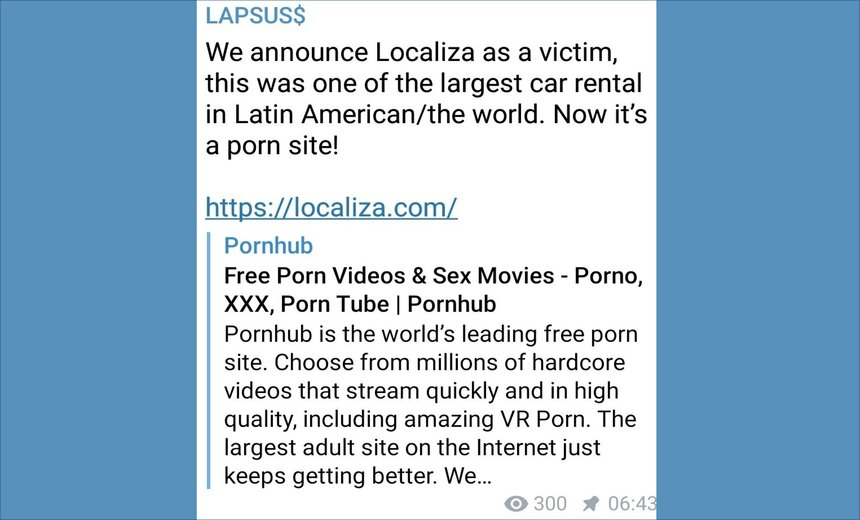 LAPSUS$
We announce Localiza as a victim,
this was one of the largest car rental
in Latin American/the world. Now it’s
a porn site!
https://localiza.com/
Pornhub
Free Porn Videos & Sex Movies - Porno,
XXX, Porn Tube | Pornhub
Pornhub is the world’s leading free porn
site. Choose from millions of hardcore
videos that stream quickly and in high
quality, including amazing VR Porn. The
largest adult site on the Internet just
keeps getting better. We…
300 06:43